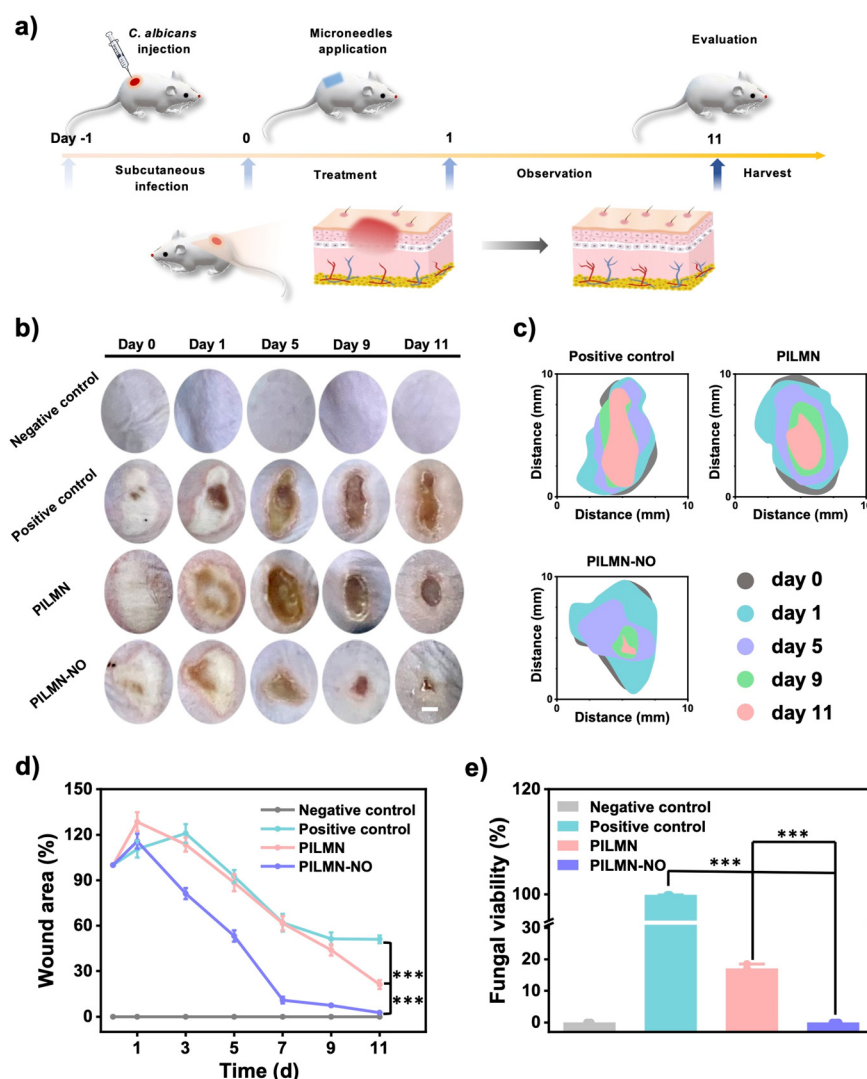 a)
C. albicans
injection
Microneedles
application
Evaluation
Day -1
0
1
11
Subcutaneous
infection
Treatment
Observation
Harvest
b)
Day 0 Day 1 Day 5 Day 9 Day 11
Negative control
Positive control
PILMN
PILMN-NO
c)
Positive control
10
Distance (mm)
0
Distance (mm)
10
PILMN
10
Distance (mm)
0
Distance (mm)
10
PILMN-NO
10
Distance (mm)
0
Distance (mm)
10
day 0
day 1
day 5
day 9
day 11
d)
150
120
90
60
30
0
Wound area (%)
Negative control
Positive control
PILMN
PILMN-NO
***
***
1 3 5 7 9 11
Time (d)
e)
120
100
30
20
10
0
Fungal viability (%)
Negative control
Positive control
PILMN
PILMN-NO
***
***